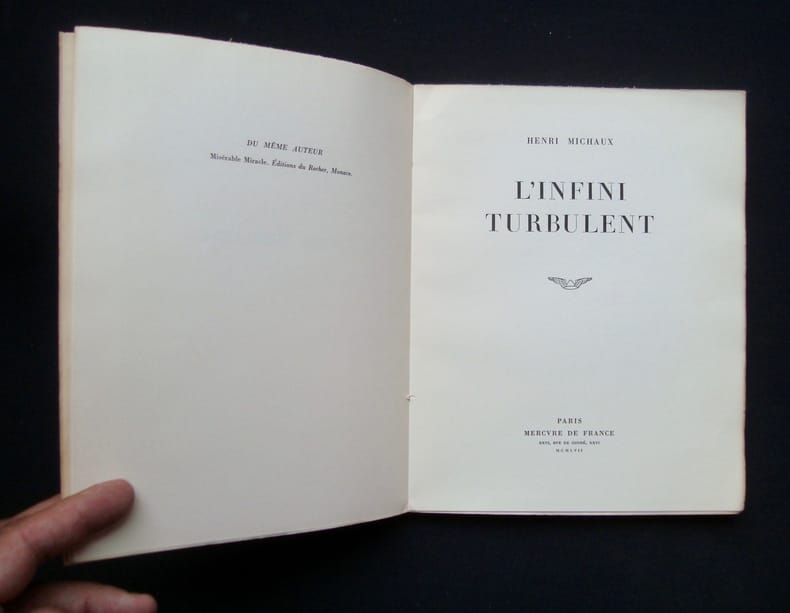 DU MÊME AUTEUR
Misérable Miracle. Éditions du Rocher, Monaco.
HENRI MICHAUX
L'INFINI
TURBULENT
PARIS
MERCVRE DE FRANCE
XXVI, RVE DE CONDÉ, XXVI
MCMLVII